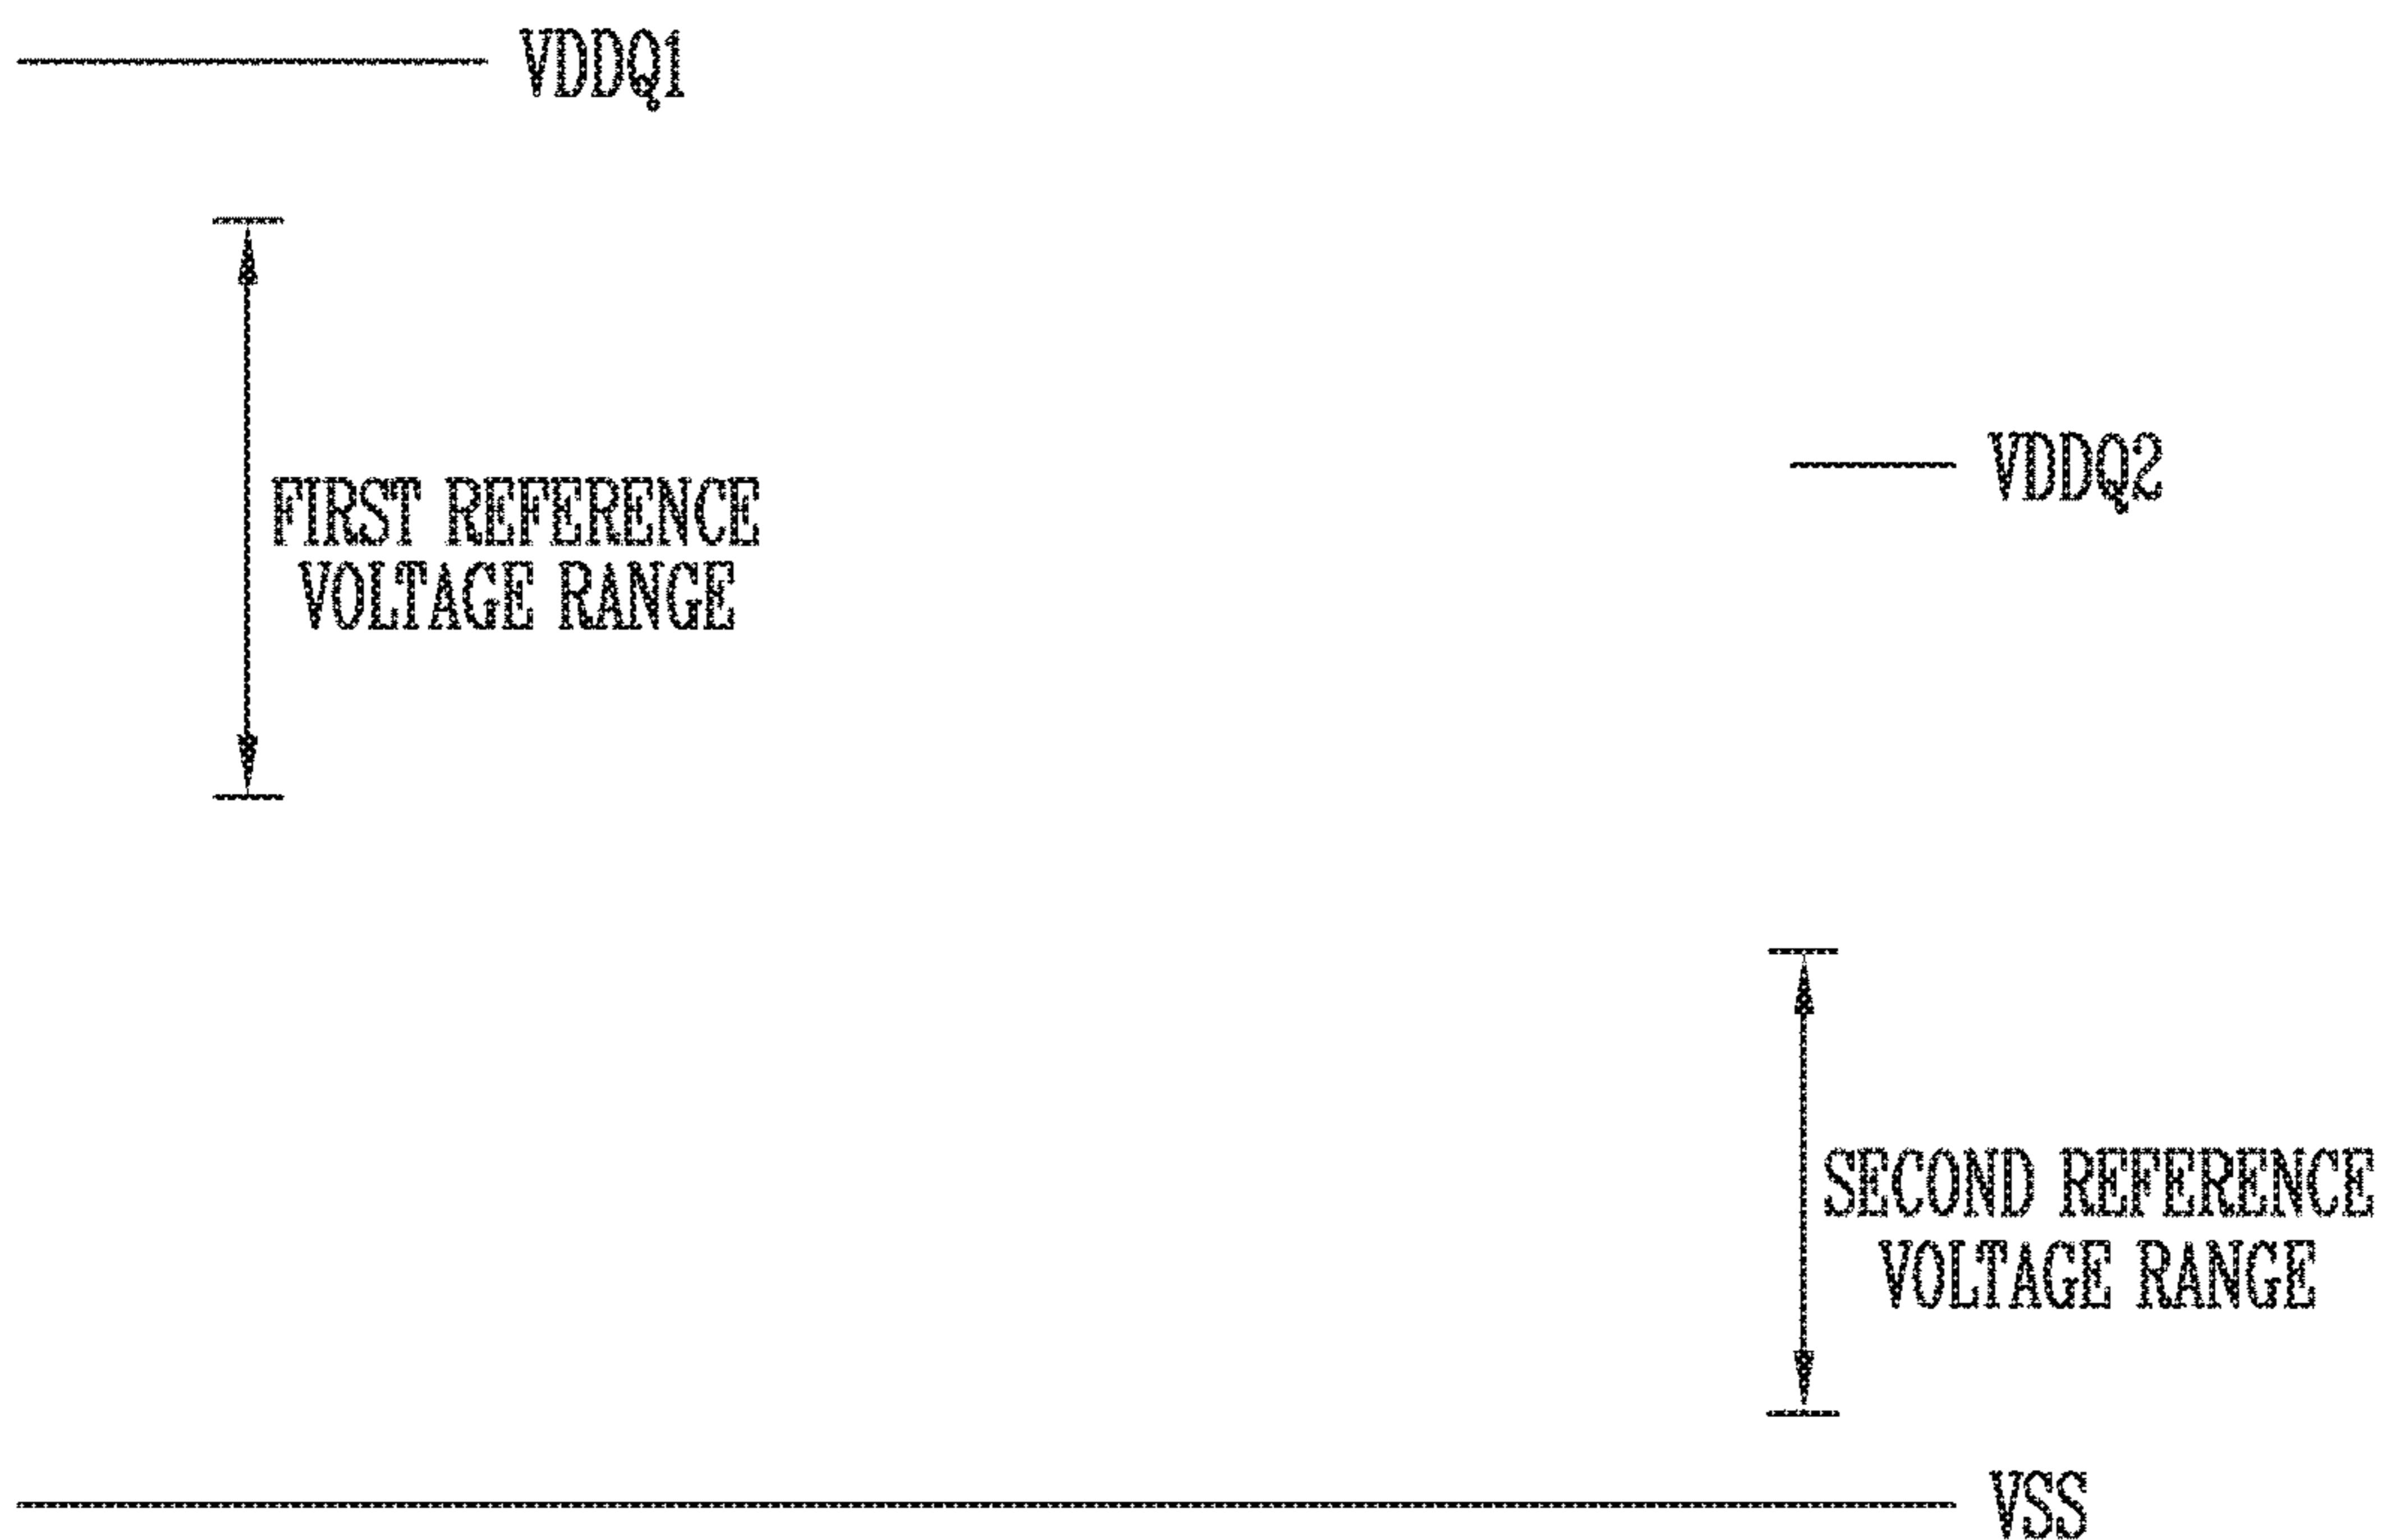 VDDQ1
VDDQ2
FIRST REFERENCE
VOLTAGE RANGE
SECOND REFERENCE
VOLTAGE RANGE
VSS